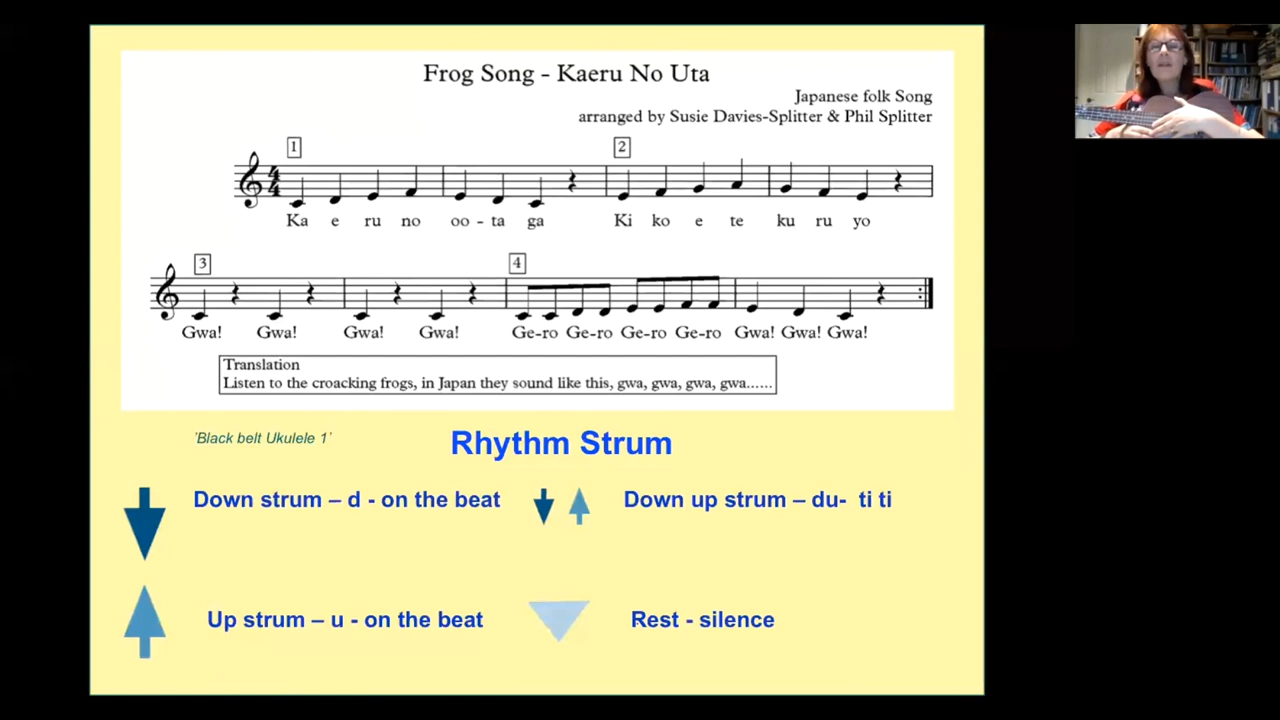 Frog Song - Kaeru No Uta
Japanese folk Song
arranged by Susie Davies-Splitter & Phil Splitter
1 2
4 4
Ka e ru no oo - ta ga Ki ko e te ku ru yo
3 4
Gwa! Gwa! Gwa! Gwa! Ge-ro Ge-ro Ge-ro Ge-ro Gwa! Gwa! Gwa!
Translation
Listen to the croacking frogs, in Japan they sound like this, gwa, gwa, gwa, gwa......
'Black belt Ukulele 1'
Rhythm Strum
Down strum – d - on the beat
Down up strum – du- ti ti
Up strum – u - on the beat
Rest - silence